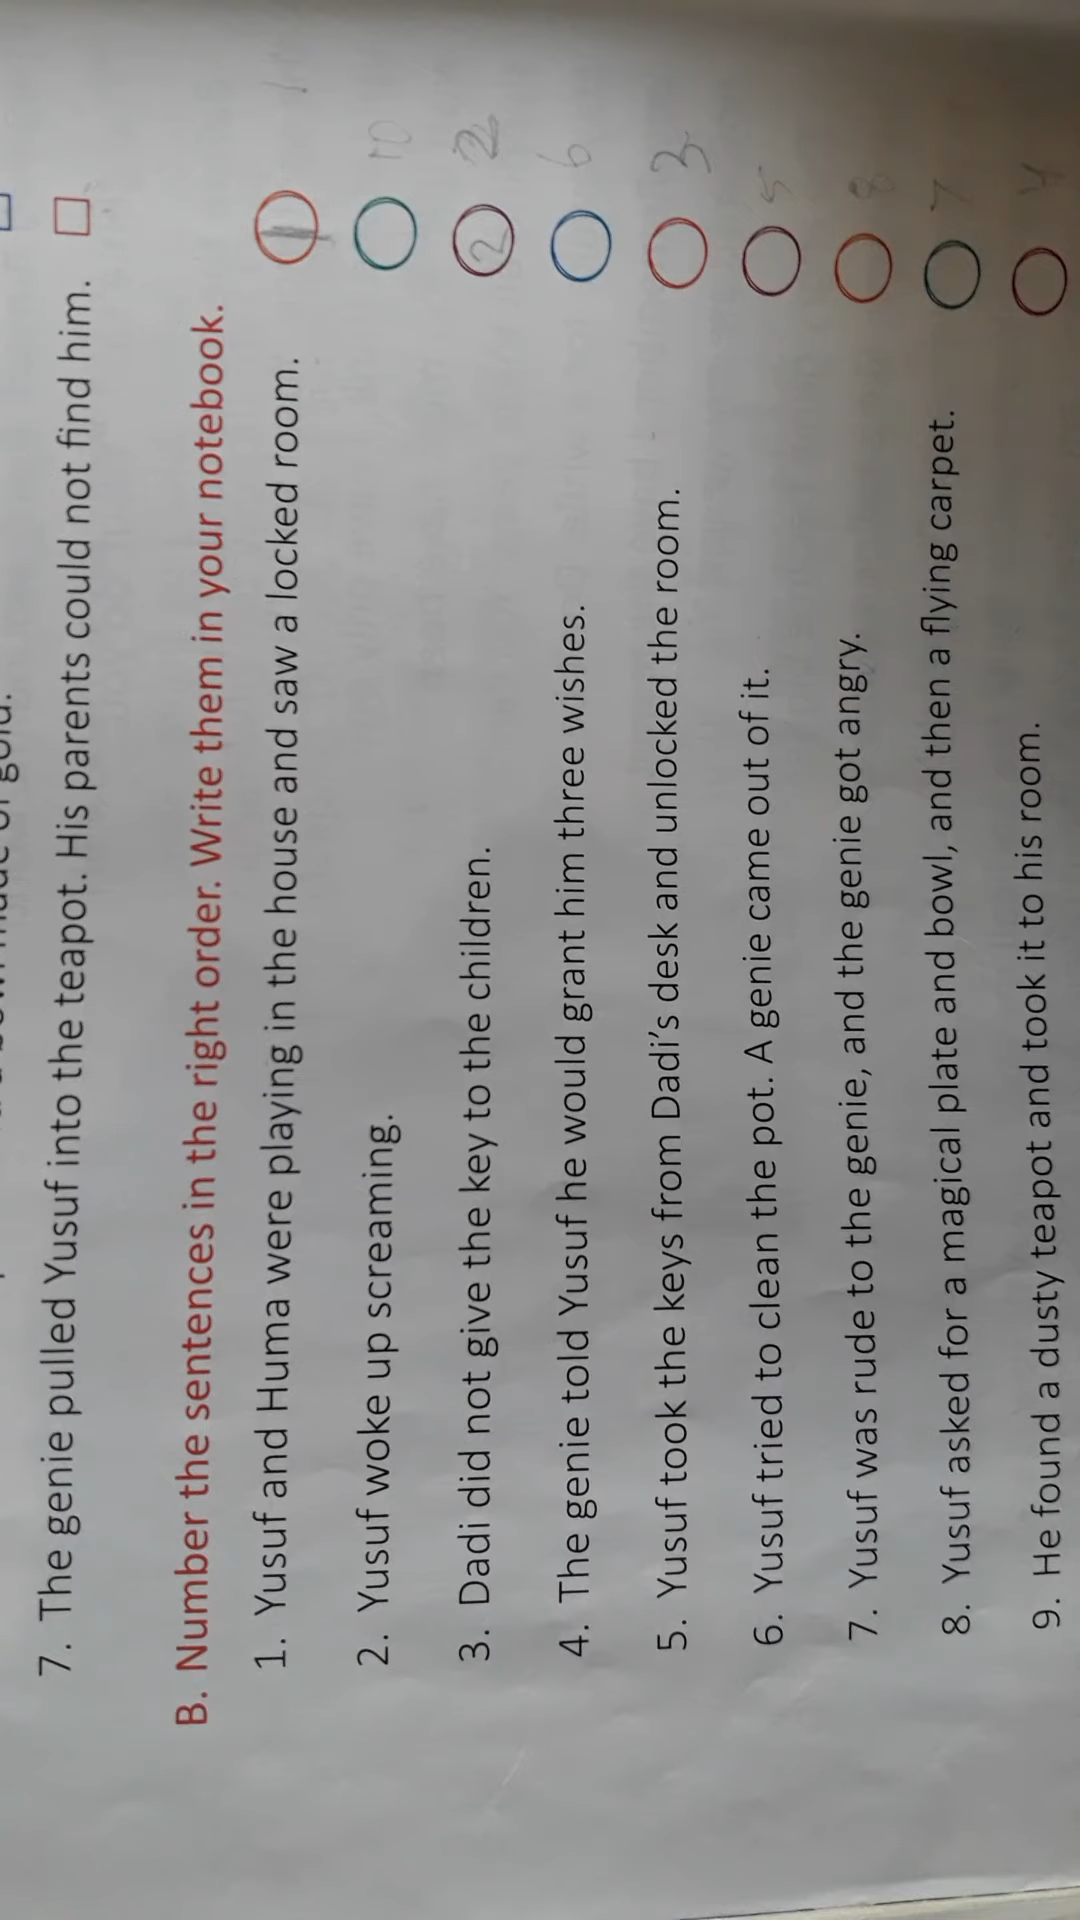 7. The genie pulled Yusuf into the teapot. His parents could not find him.
B. Number the sentences in the right order. Write them in your notebook.
1. Yusuf and Huma were playing in the house and saw a locked room. 1
2. Yusuf woke up screaming. 10
3. Dadi did not give the key to the children. 2 2
4. The genie told Yusuf he would grant him three wishes. 6
5. Yusuf took the keys from Dadi's desk and unlocked the room. 3
6. Yusuf tried to clean the pot. A genie came out of it. 5
7. Yusuf was rude to the genie, and the genie got angry. 8
8. Yusuf asked for a magical plate and bowl, and then a flying carpet. 7
9. He found a dusty teapot and took it to his room. 4